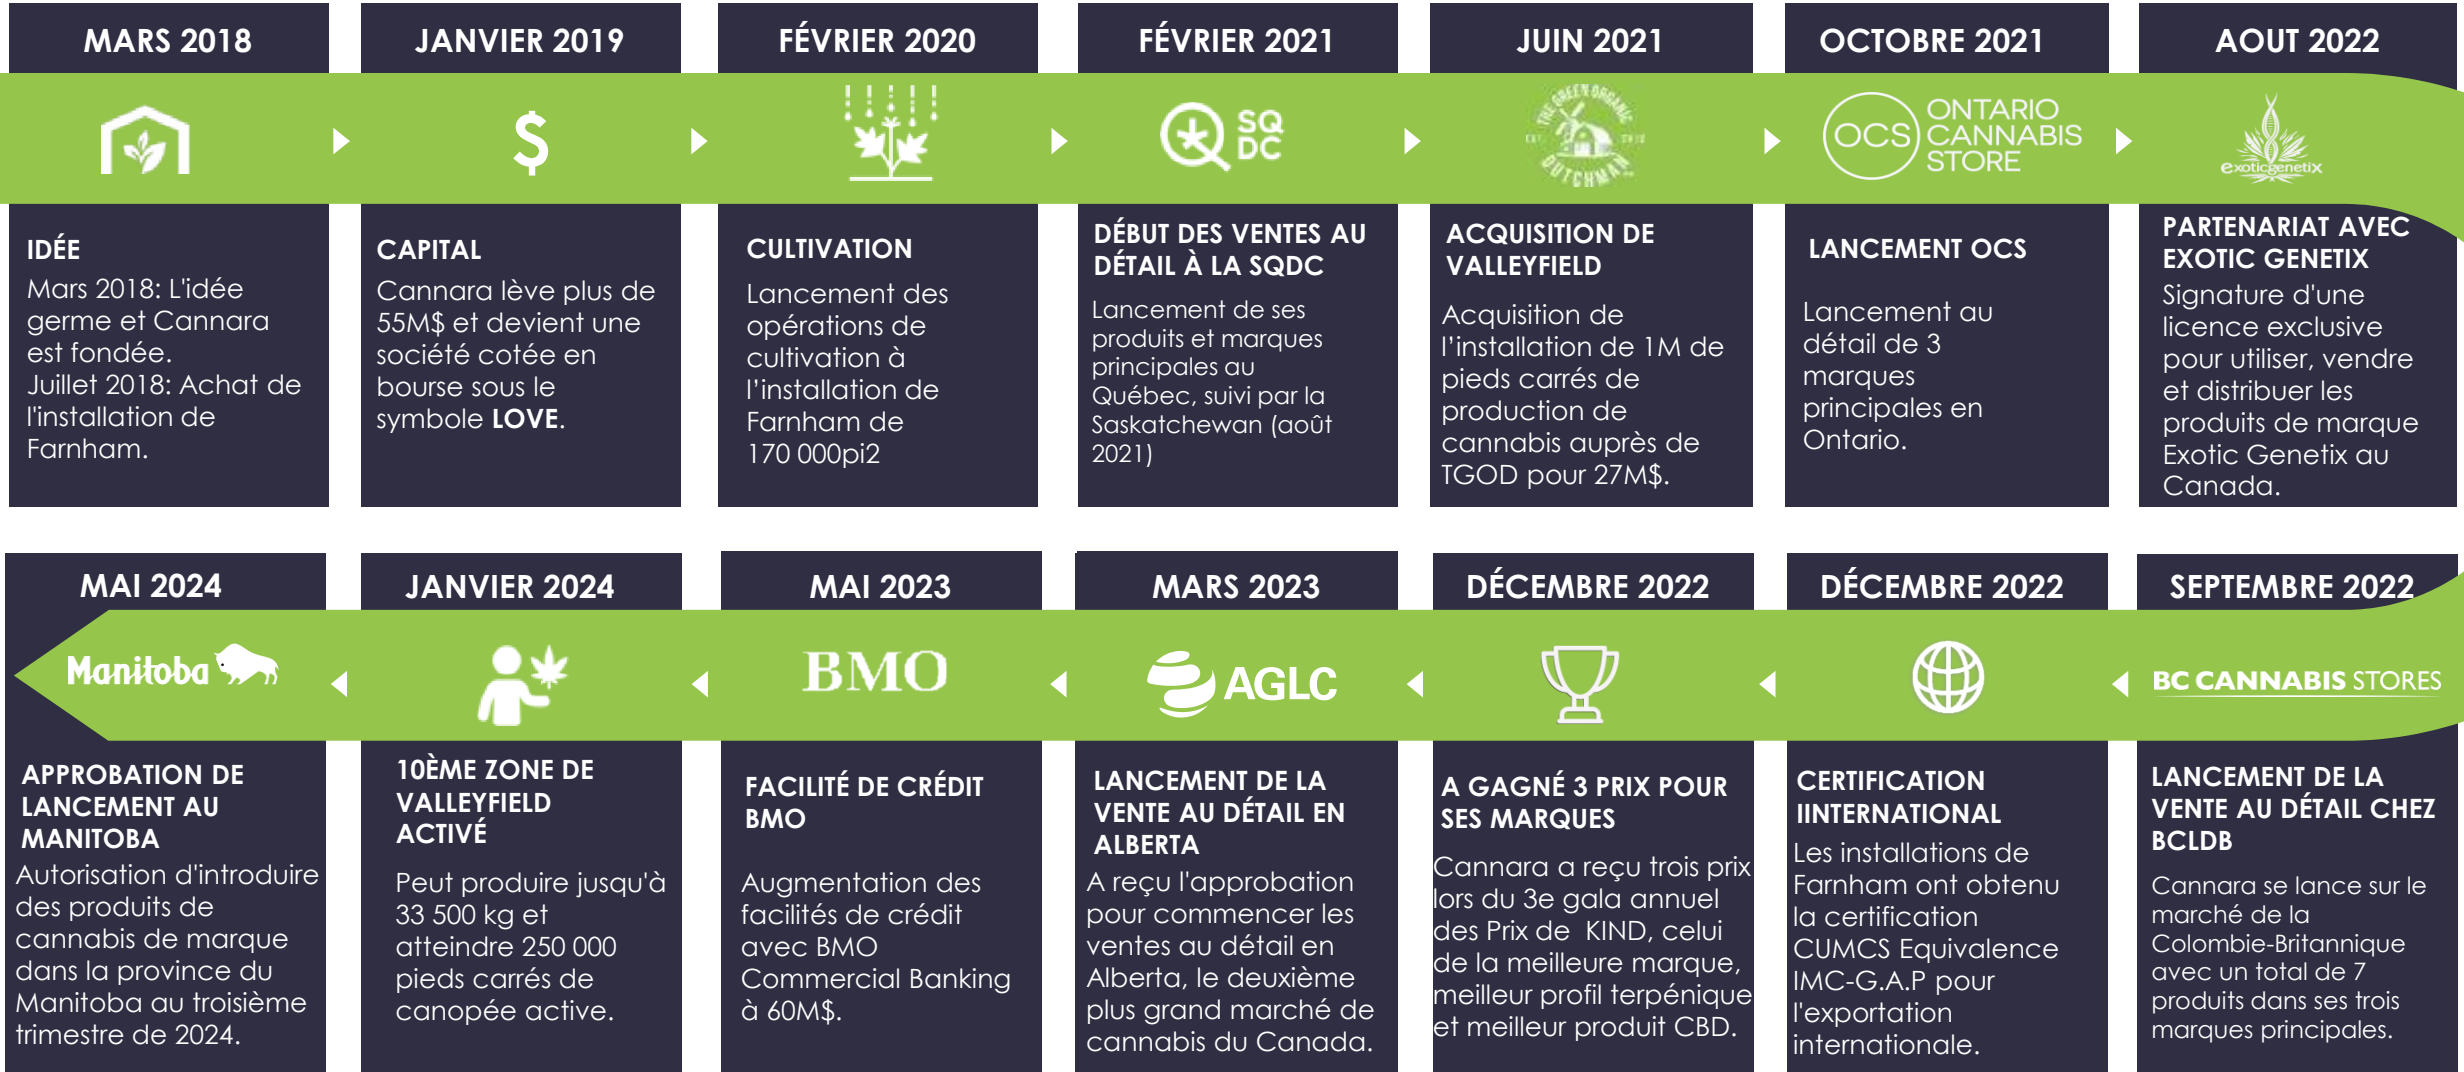 MARS 2018
IDÉE
Mars 2018: L'idée
germe et Cannara
est fondée.
Juillet 2018: Achat de
l'installation de
Farnham.
JANVIER 2019
$
CAPITAL
Cannara lève plus de
55M$ et devient une
société cotée en
bourse sous le
symbole LOVE.
FÉVRIER 2020
CULTIVATION
Lancement des
opérations de
cultivation à
l’installation de
Farnham de
170 000pi2
FÉVRIER 2021
SQ
DC
DÉBUT DES VENTES AU
DÉTAIL À LA SQDC
Lancement de ses
produits et marques
principales au
Québec, suivi par la
Saskatchewan (août
2021)
JUIN 2021
THE GREEN ORGANIC
DUTCHMAN
ACQUISITION DE
VALLEYFIELD
Acquisition de
l’installation de 1M de
pieds carrés de
production de
cannabis auprès de
TGOD pour 27M$.
OCTOBRE 2021
OCS
ONTARIO
CANNABIS
STORE
LANCEMENT OCS
Lancement au
détail de 3
marques
principales en
Ontario.
AOUT 2022
exoticgenetix
PARTENARIAT AVEC
EXOTIC GENETIX
Signature d'une
licence exclusive
pour utiliser, vendre
et distribuer les
produits de marque
Exotic Genetix au
Canada.
SEPTEMBRE 2022
BC CANNABIS STORES
LANCEMENT DE LA
VENTE AU DÉTAIL CHEZ
BCLDB
Cannara se lance sur le
marché de la
Colombie-Britannique
avec un total de 7
produits dans ses trois
marques principales.
DÉCEMBRE 2022
CERTIFICATION
IINTERNATIONAL
Les installations de
Farnham ont obtenu
la certification
CUMCS Equivalence
IMC-G.A.P pour
l'exportation
internationale.
DÉCEMBRE 2022
A GAGNÉ 3 PRIX POUR
SES MARQUES
Cannara a reçu trois prix
lors du 3e gala annuel
des Prix de KIND, celui
de la meilleure marque,
meilleur profil terpénique
et meilleur produit CBD.
MARS 2023
AGLC
LANCEMENT DE LA
VENTE AU DÉTAIL EN
ALBERTA
A reçu l'approbation
pour commencer les
ventes au détail en
Alberta, le deuxième
plus grand marché de
cannabis du Canada.
MAI 2023
BMO
FACILITÉ DE CRÉDIT
BMO
Augmentation des
facilités de crédit
avec BMO
Commercial Banking
à 60M$.
JANVIER 2024
10ÈME ZONE DE
VALLEYFIELD
ACTIVÉ
Peut produire jusqu'à
33 500 kg et
atteindre 250 000
pieds carrés de
canopée active.
MAI 2024
Manitoba
APPROBATION DE
LANCEMENT AU
MANITOBA
Autorisation d'introduire
des produits de
cannabis de marque
dans la province du
Manitoba au troisième
trimestre de 2024.